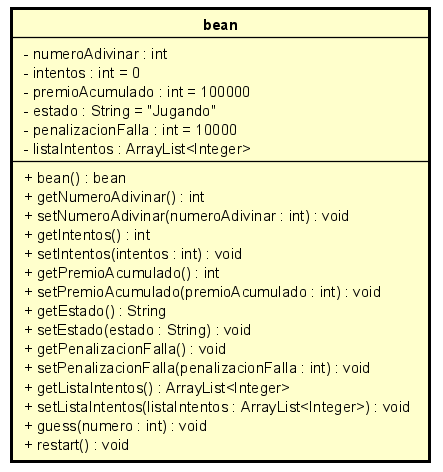 bean
- numeroAdivinar : int
- intentos : int = 0
- premioAcumulado : int = 100000
- estado : String = "Jugando"
- penalizacionFalla : int = 10000
- listaIntentos : ArrayList<Integer>
+ bean() : bean
+ getNumeroAdivinar() : int
+ setNumeroAdivinar(numeroAdivinar : int) : void
+ getIntentos() : int
+ setIntentos(intentos : int) : void
+ getPremioAcumulado() : int
+ setPremioAcumulado(premioAcumulado : int) : void
+ getEstado() : String
+ setEstado(estado : String) : void
+ getPenalizacionFalla() : void
+ setPenalizacionFalla(penalizacionFalla : int) : void
+ getListaIntentos() : ArrayList<Integer>
+ setListaIntentos(listaIntentos : ArrayList<Integer>) : void
+ guess(numero : int) : void
+ restart() : void